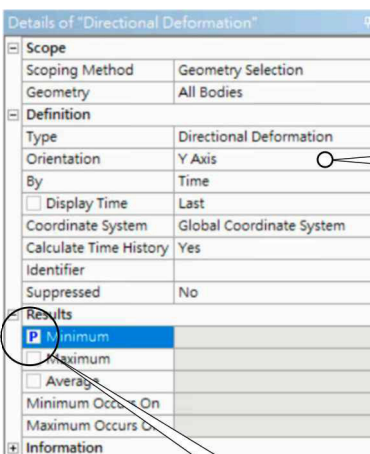 Details of "Directional Deformation"
Scope
Scoping Method Geometry Selection
Geometry All Bodies
Definition
Type Directional Deformation
Orientation Y Axis
By Time
Display Time Last
Coordinate System Global Coordinate System
Calculate Time History Yes
Identifier
Suppressed No
Results
P Minimum
Maximum
Average
Minimum Occurs On
Maximum Occurs On
Information